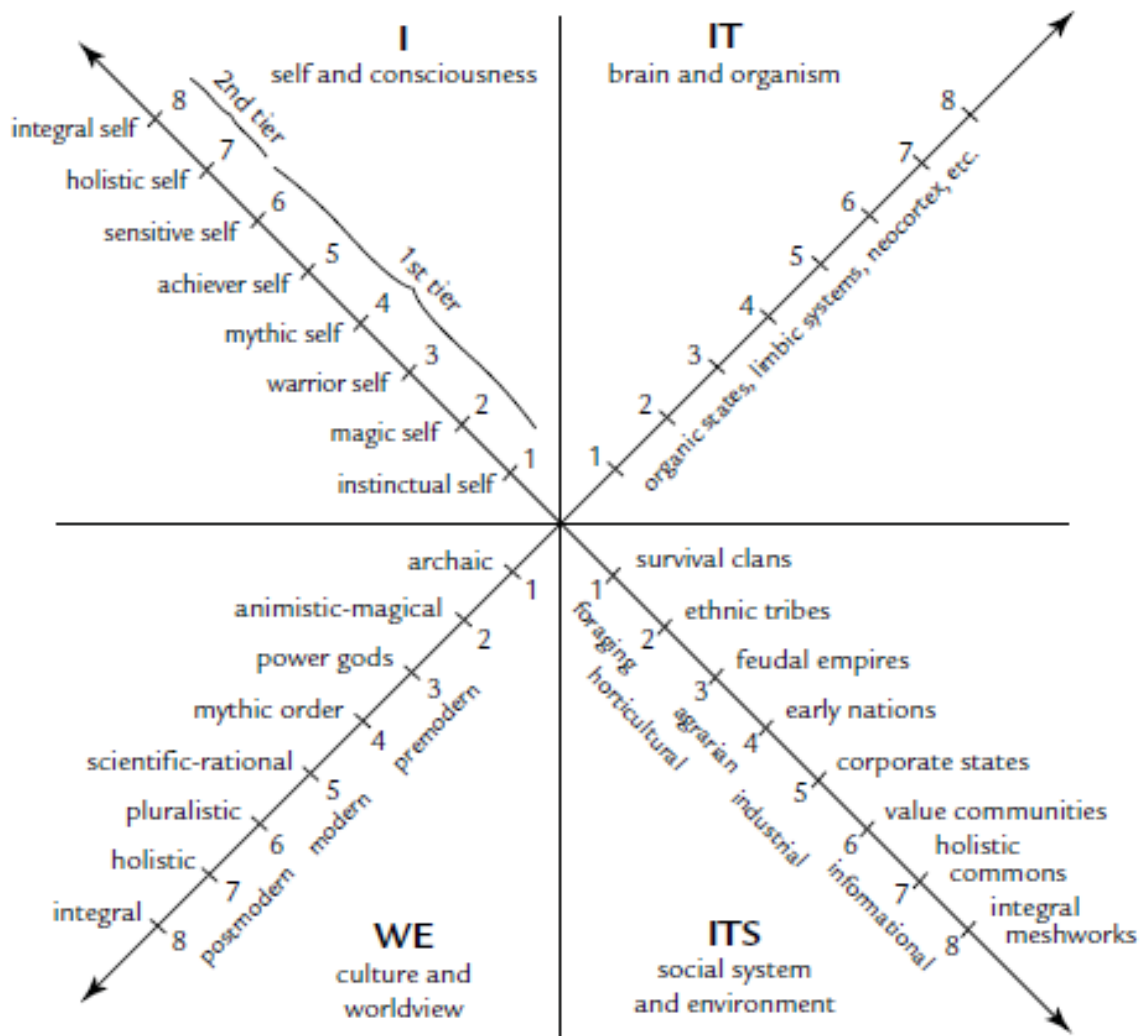 I
self and consciousness
2nd tier
1st tier
8
integral self
7
holistic self
6
sensitive self
5
achiever self
4
mythic self
3
warrior self
2
magic self
1
instinctual self
IT
brain and organism
8
7
6
5
4
3
2
1
organic states, limbic systems, neocortex, etc.
archaic
1
animistic-magical
2
power gods
3
mythic order
4
scientific-rational
5
pluralistic
6
holistic
7
integral
8
premodern
modern
postmodern
WE
culture and
worldview
survival clans
1
ethnic tribes
2
feudal empires
3
early nations
4
corporate states
5
value communities
6
holistic
commons
7
integral
meshworks
8
foraging
horticultural
agrarian
industrial
informational
ITS
social system
and environment